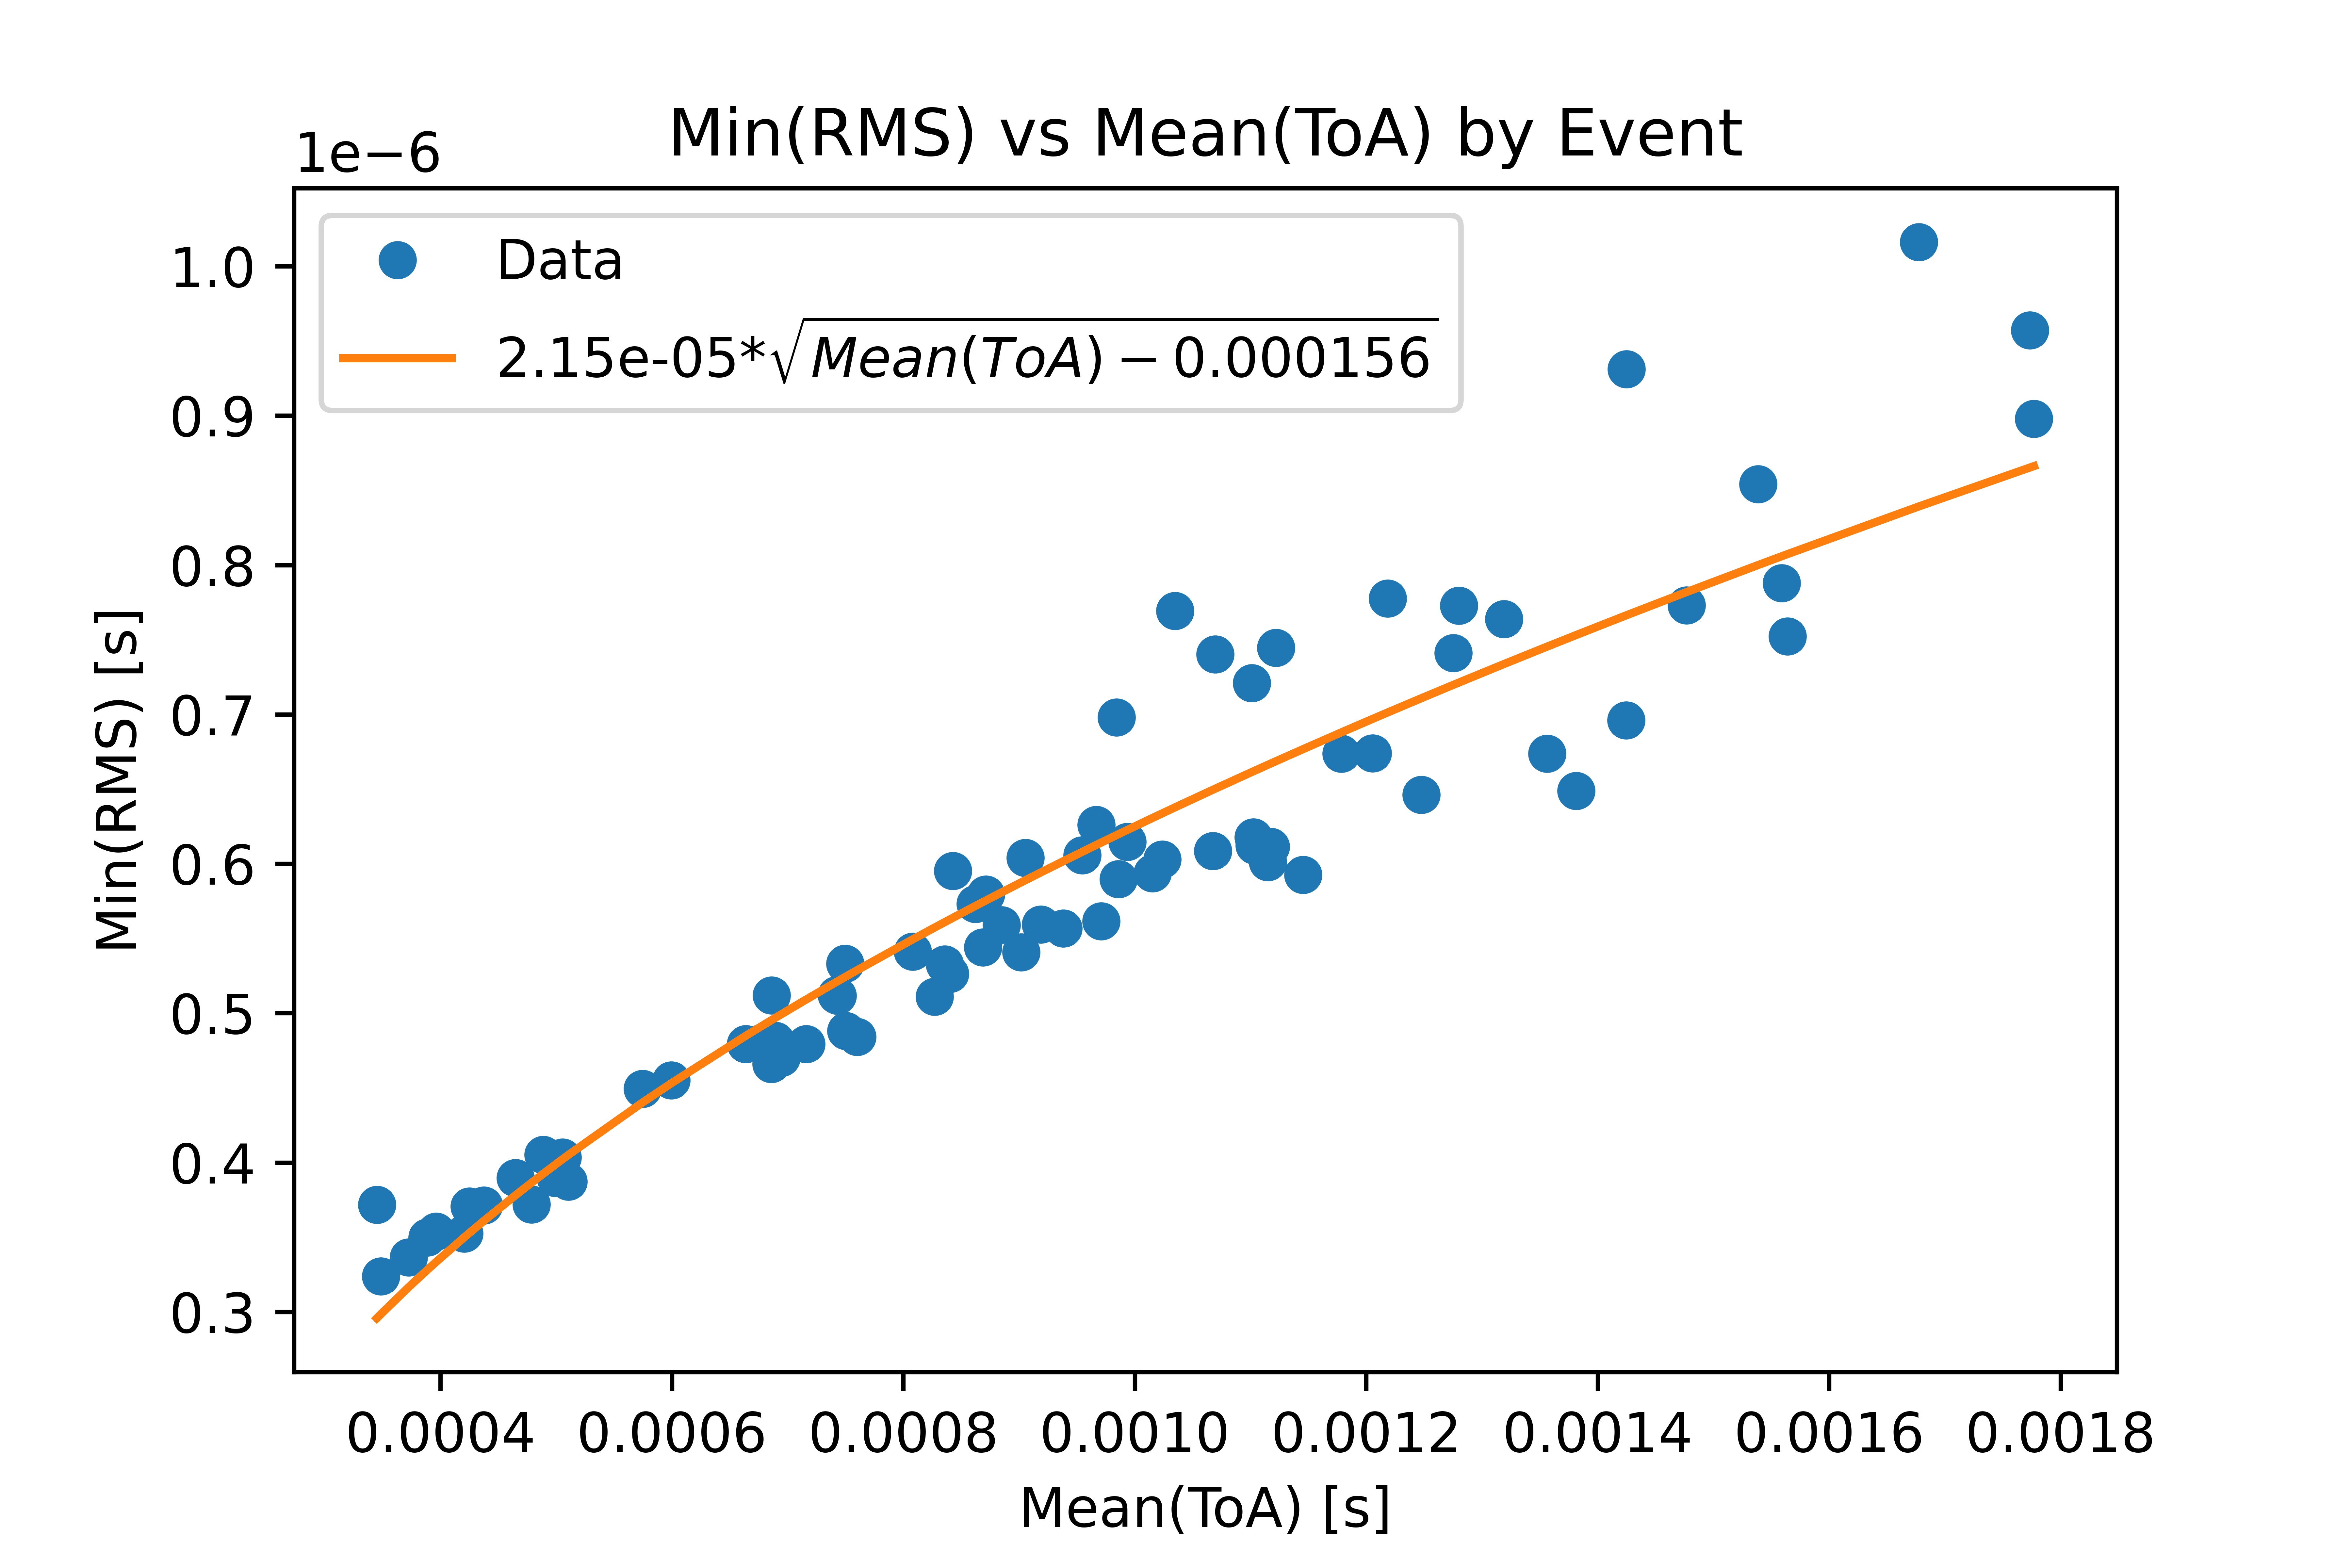 Min(RMS) vs Mean(ToA) by Event
1e−6
Data
2.15e-05*√Mean(ToA) − 0.000156
1.0
0.9
0.8
0.7
0.6
0.5
0.4
0.3
Min(RMS) [s]
0.0004 0.0006 0.0008 0.0010 0.0012 0.0014 0.0016 0.0018
Mean(ToA) [s]